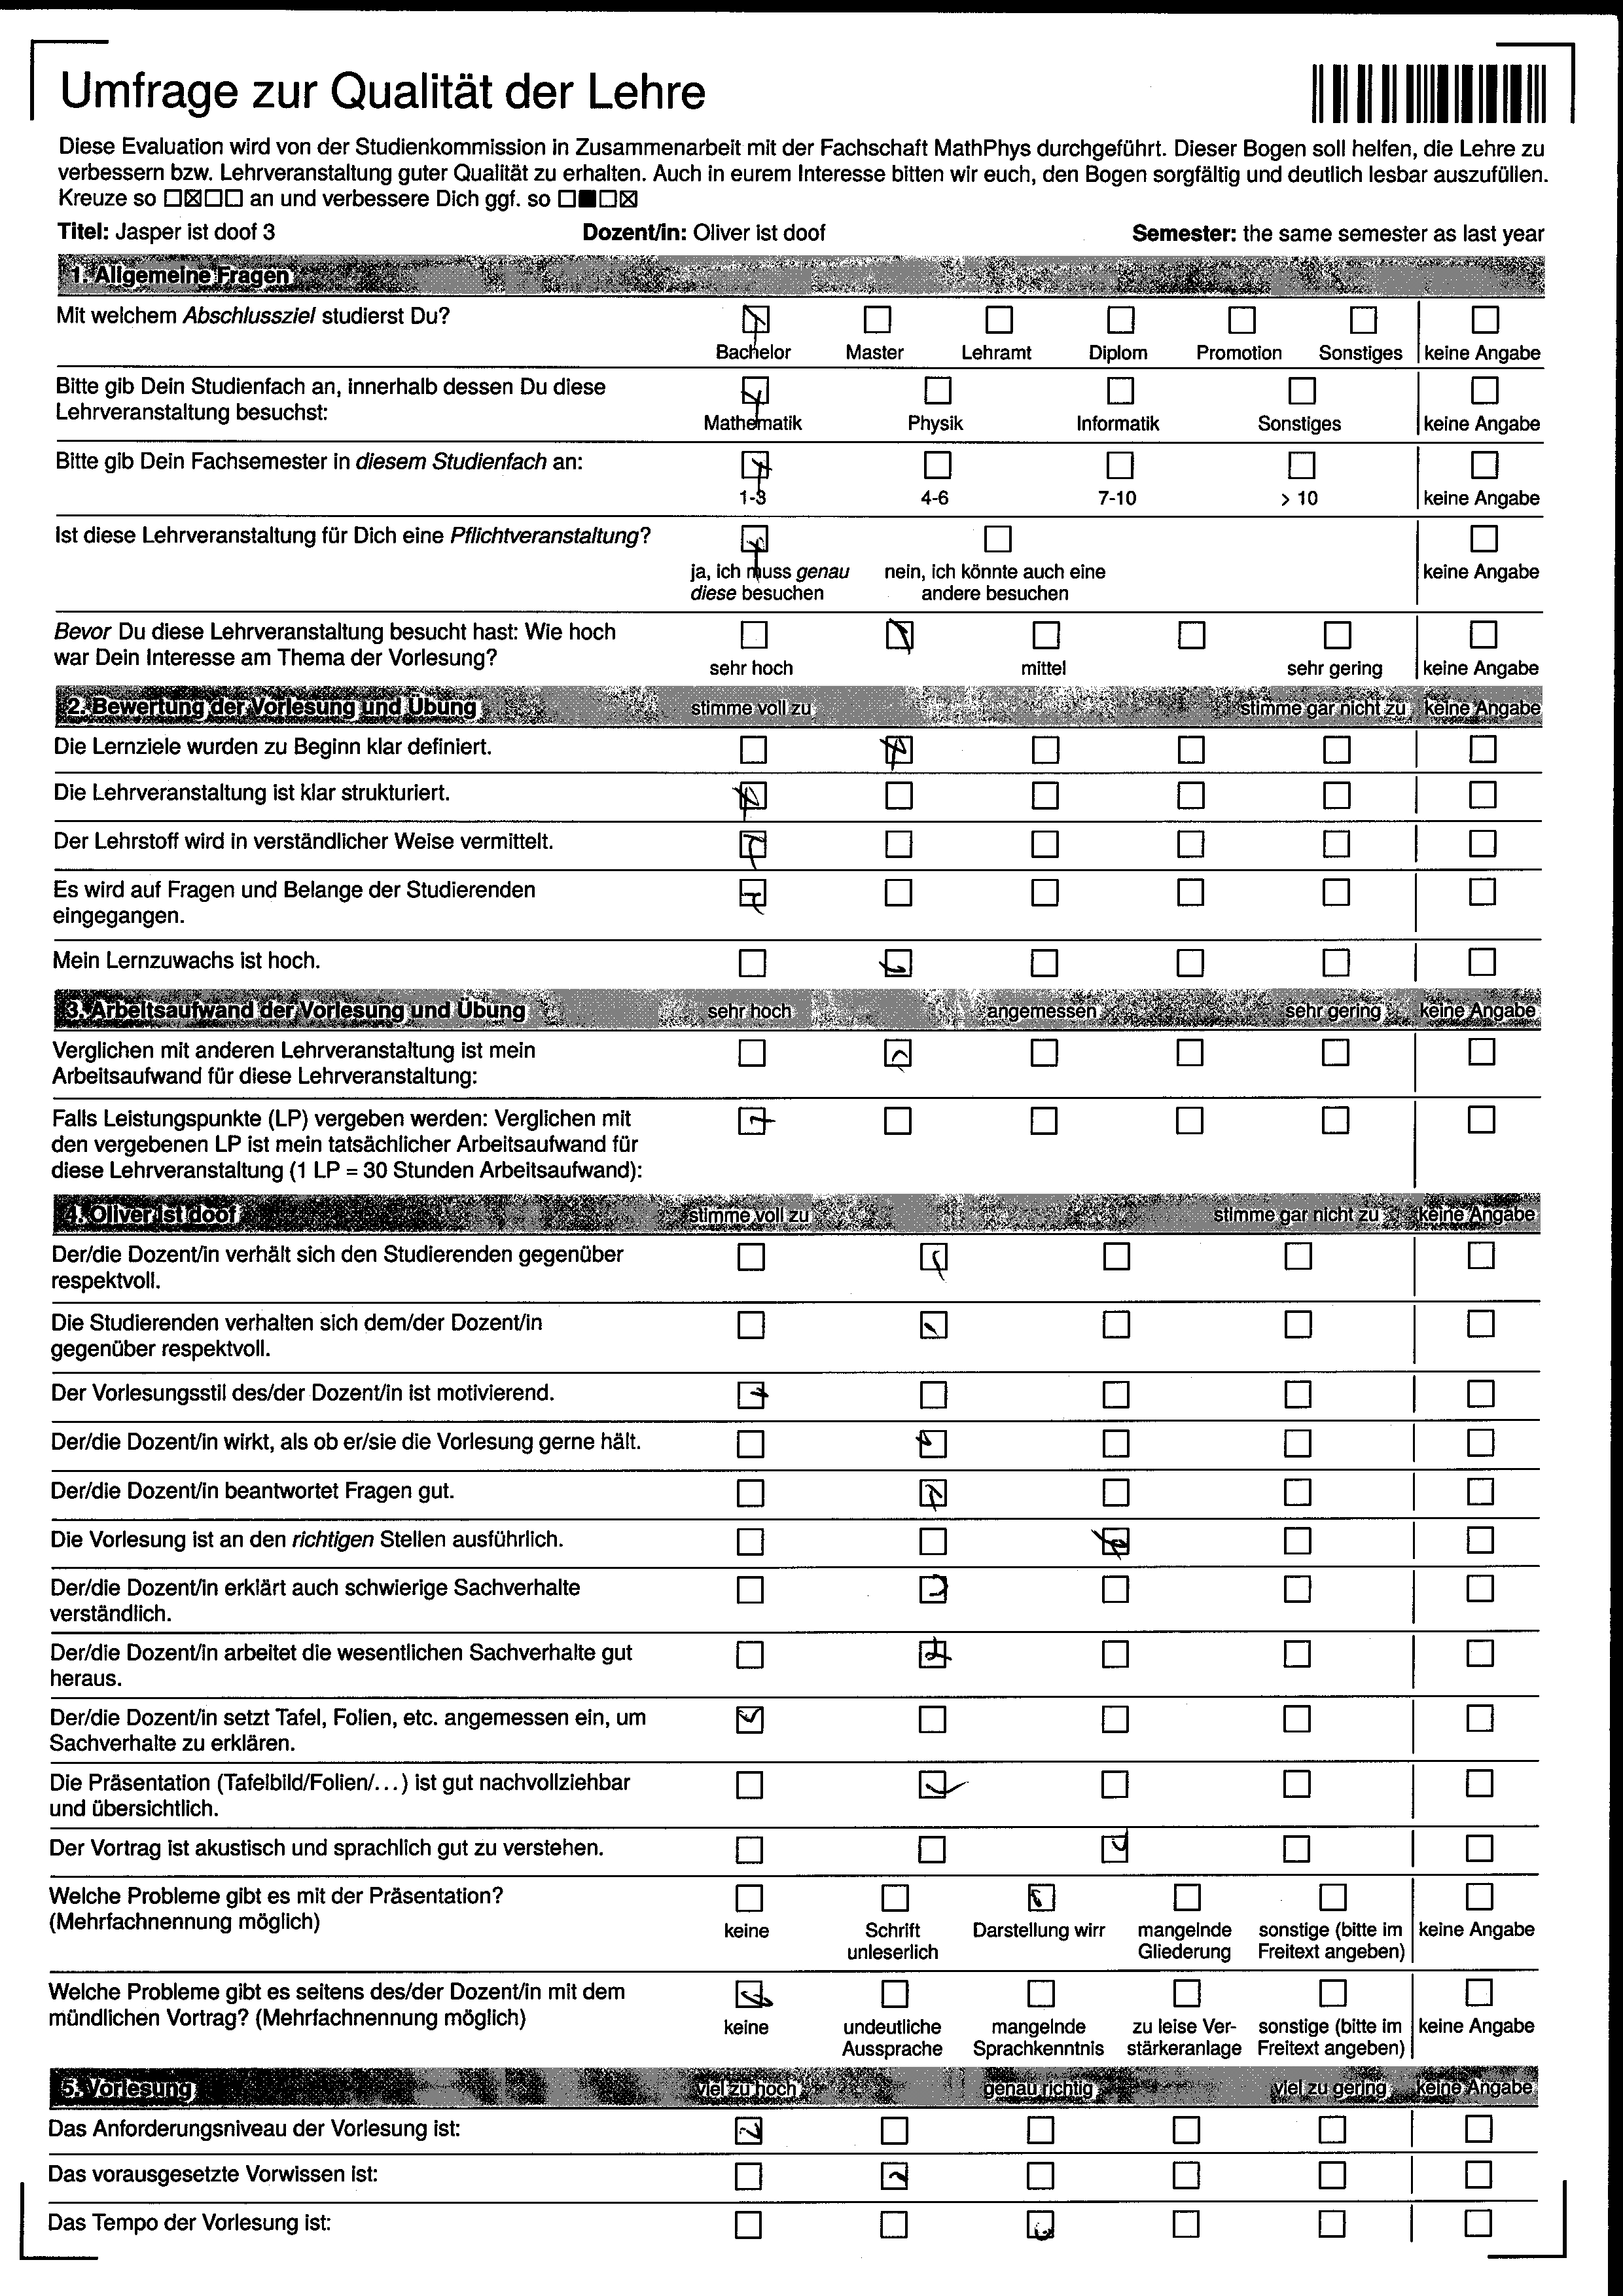 Umfrage zur Qualität der Lehre
Diese Evaluation wird von der Studienkommission in Zusammenarbeit mit der Fachschaft MathPhys durchgeführt. Dieser Bogen soll helfen, die Lehre zu
verbessern bzw. Lehrveranstaltung guter Qualität zu erhalten. Auch in eurem Interesse bitten wir euch, den Bogen sorgfältig und deutlich lesbar auszufüllen.
Kreuze so ☐☒☐☐ an und verbessere Dich ggf. so ☐■☐☒
Titel: Jasper ist doof 3 Dozent/in: Oliver ist doof Semester: the same semester as last year
1. Allgemeine Fragen
Mit welchem Abschlussziel studierst Du?
Bachelor Master Lehramt Diplom Promotion Sonstiges keine Angabe
Bitte gib Dein Studienfach an, innerhalb dessen Du diese
Lehrveranstaltung besuchst:
Mathematik Physik Informatik Sonstiges keine Angabe
Bitte gib Dein Fachsemester in diesem Studienfach an:
1-3 4-6 7-10 > 10 keine Angabe
Ist diese Lehrveranstaltung für Dich eine Pflichtveranstaltung?
ja, ich muss genau nein, ich könnte auch eine keine Angabe
diese besuchen andere besuchen
Bevor Du diese Lehrveranstaltung besucht hast: Wie hoch
war Dein Interesse am Thema der Vorlesung?
sehr hoch mittel sehr gering keine Angabe
2. Bewertung der Vorlesung und Übung stimme voll zu stimme gar nicht zu keine Angabe
Die Lernziele wurden zu Beginn klar definiert.
Die Lehrveranstaltung ist klar strukturiert.
Der Lehrstoff wird in verständlicher Weise vermittelt.
Es wird auf Fragen und Belange der Studierenden
eingegangen.
Mein Lernzuwachs ist hoch.
3. Arbeitsaufwand der Vorlesung und Übung sehr hoch angemessen sehr gering keine Angabe
Verglichen mit anderen Lehrveranstaltung ist mein
Arbeitsaufwand für diese Lehrveranstaltung:
Falls Leistungspunkte (LP) vergeben werden: Verglichen mit
den vergebenen LP ist mein tatsächlicher Arbeitsaufwand für
diese Lehrveranstaltung (1 LP = 30 Stunden Arbeitsaufwand):
4. Oliver ist doof stimme voll zu stimme gar nicht zu keine Angabe
Der/die Dozent/in verhält sich den Studierenden gegenüber
respektvoll.
Die Studierenden verhalten sich dem/der Dozent/in
gegenüber respektvoll.
Der Vorlesungsstil des/der Dozent/in ist motivierend.
Der/die Dozent/in wirkt, als ob er/sie die Vorlesung gerne hält.
Der/die Dozent/in beantwortet Fragen gut.
Die Vorlesung ist an den richtigen Stellen ausführlich.
Der/die Dozent/in erklärt auch schwierige Sachverhalte
verständlich.
Der/die Dozent/in arbeitet die wesentlichen Sachverhalte gut
heraus.
Der/die Dozent/in setzt Tafel, Folien, etc. angemessen ein, um
Sachverhalte zu erklären.
Die Präsentation (Tafelbild/Folien/...) ist gut nachvollziehbar
und übersichtlich.
Der Vortrag ist akustisch und sprachlich gut zu verstehen.
Welche Probleme gibt es mit der Präsentation?
(Mehrfachnennung möglich)
keine Schrift Darstellung wirr mangelnde sonstige (bitte im keine Angabe
unleserlich Gliederung Freitext angeben)
Welche Probleme gibt es seitens des/der Dozent/in mit dem
mündlichen Vortrag? (Mehrfachnennung möglich)
keine undeutliche mangelnde zu leise Ver- sonstige (bitte im keine Angabe
Aussprache Sprachkenntnis stärkeranlage Freitext angeben)
5. Vorlesung viel zu hoch genau richtig viel zu gering keine Angabe
Das Anforderungsniveau der Vorlesung ist:
Das vorausgesetzte Vorwissen ist:
Das Tempo der Vorlesung ist: